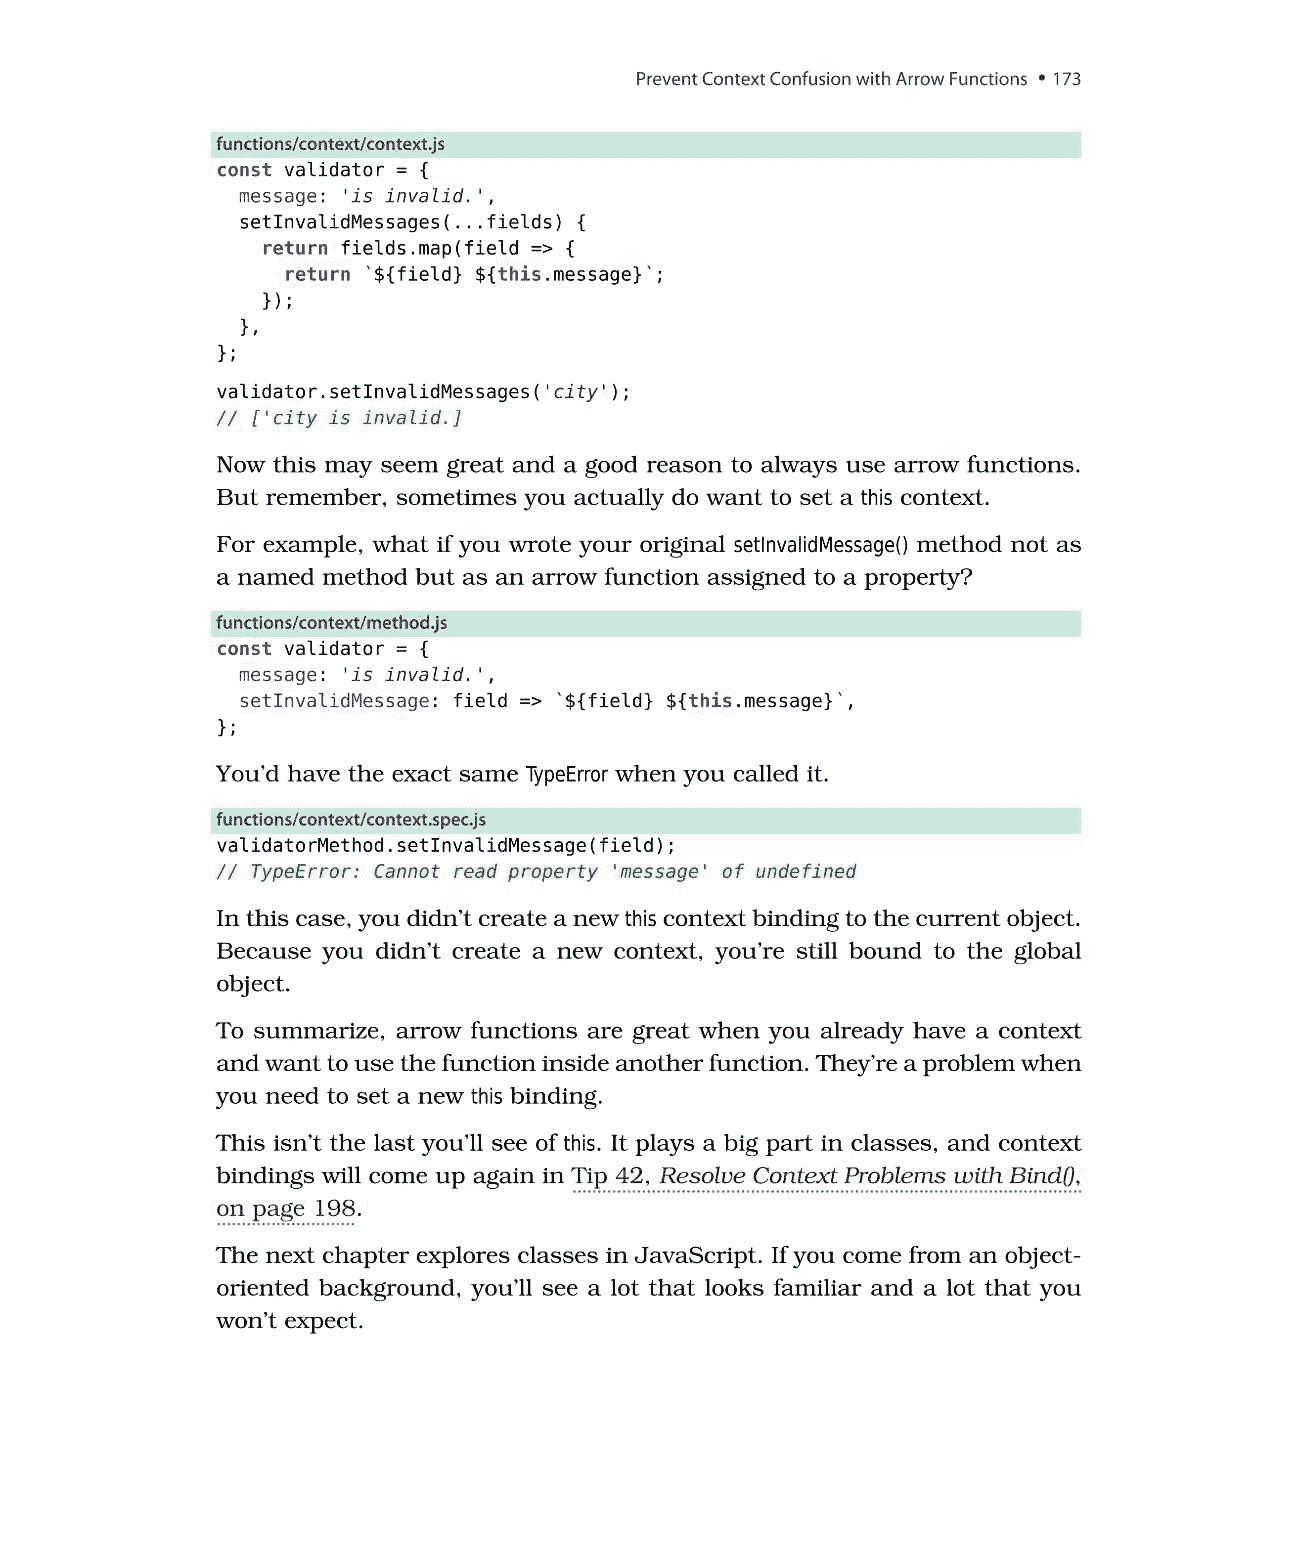 Prevent Context Confusion with Arrow Functions • 173
functions/context/context.js
const validator = {
  message: 'is invalid.',
  setInvalidMessages(...fields) {
    return fields.map(field => {
      return `${field} ${this.message}`;
    });
  },
};
validator.setInvalidMessages('city');
// ['city is invalid.]
Now this may seem great and a good reason to always use arrow functions.
But remember, sometimes you actually do want to set a this context.
For example, what if you wrote your original setInvalidMessage() method not as
a named method but as an arrow function assigned to a property?
functions/context/method.js
const validator = {
  message: 'is invalid.',
  setInvalidMessage: field => `${field} ${this.message}`,
};
You’d have the exact same TypeError when you called it.
functions/context/context.spec.js
validatorMethod.setInvalidMessage(field);
// TypeError: Cannot read property 'message' of undefined
In this case, you didn’t create a new this context binding to the current object.
Because you didn’t create a new context, you’re still bound to the global
object.
To summarize, arrow functions are great when you already have a context
and want to use the function inside another function. They’re a problem when
you need to set a new this binding.
This isn’t the last you’ll see of this. It plays a big part in classes, and context
bindings will come up again in Tip 42, Resolve Context Problems with Bind(),
on page 198.
The next chapter explores classes in JavaScript. If you come from an object-
oriented background, you’ll see a lot that looks familiar and a lot that you
won’t expect.